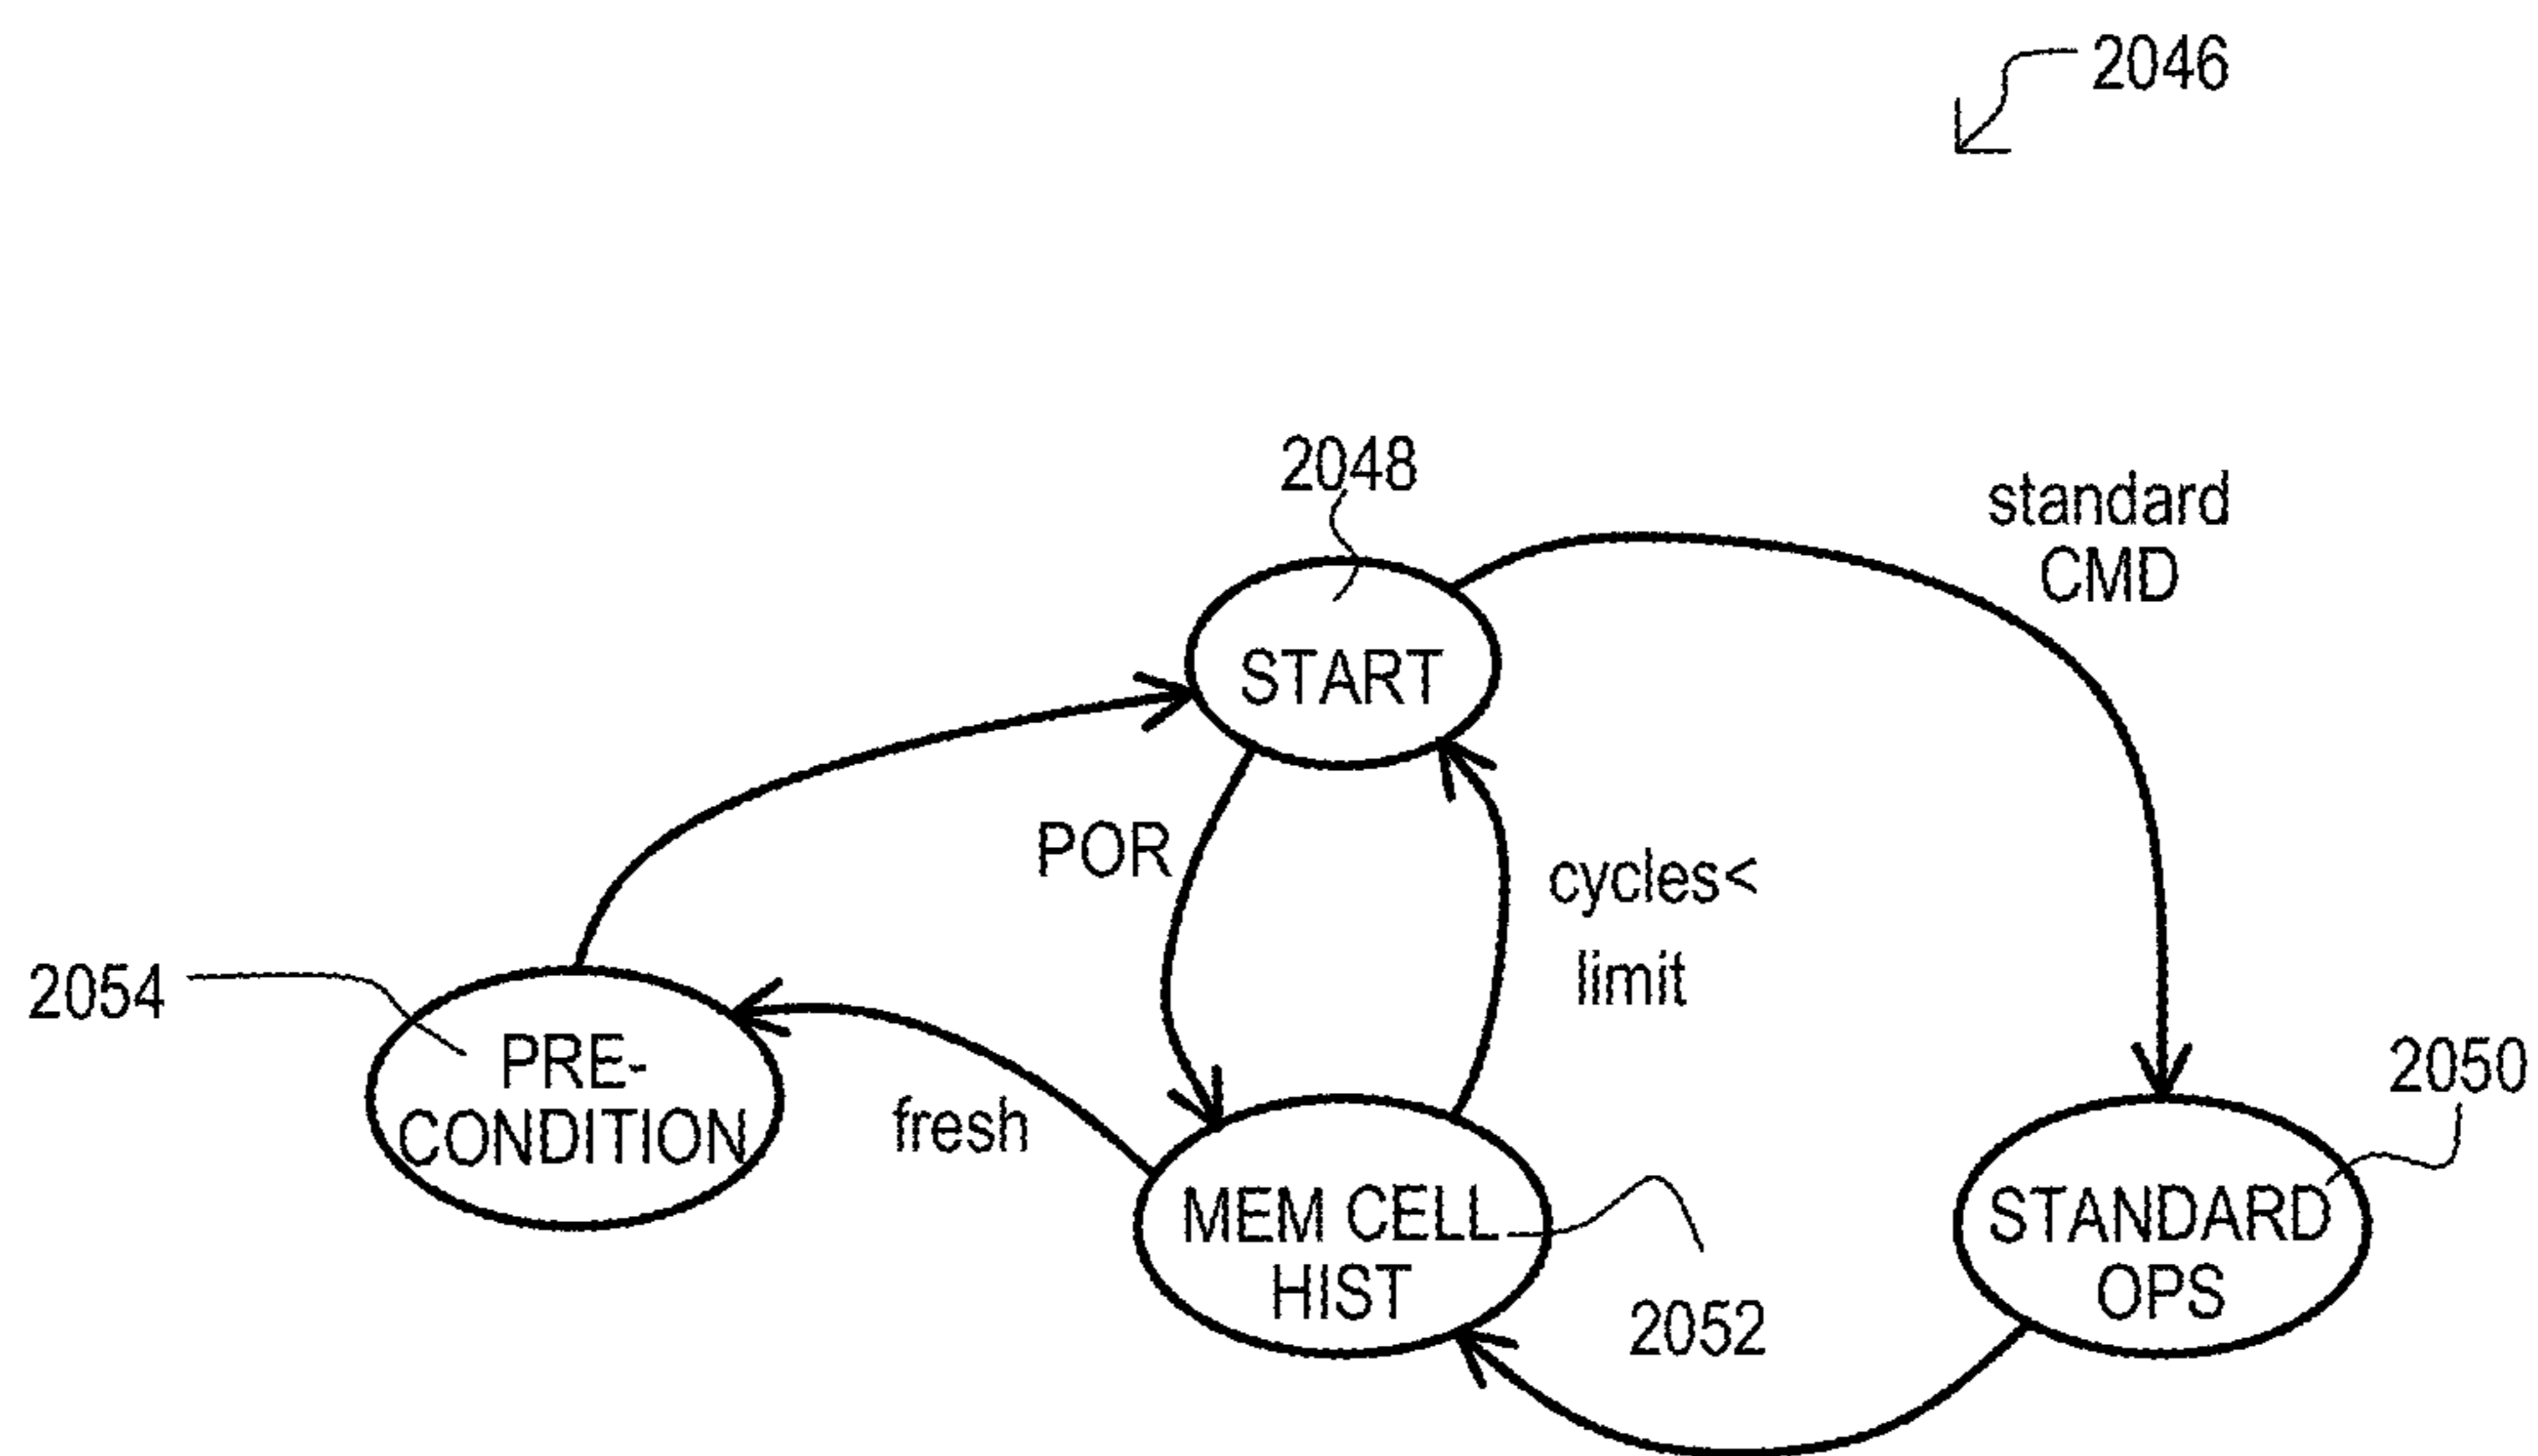 2046
2048
standard
CMD
START
POR
cycles<
limit
2054
PRE-
CONDITION
fresh
2050
MEM CELL
HIST
STANDARD
OPS
2052